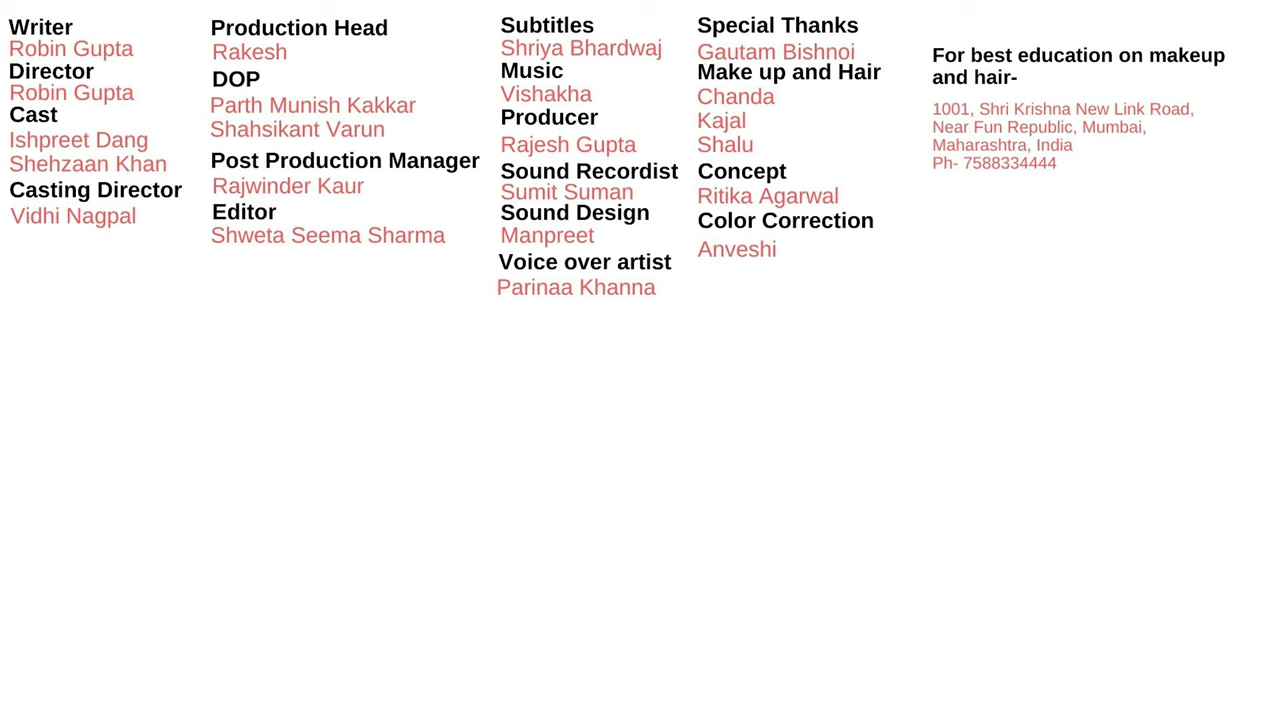 Writer
Robin Gupta
Director
Robin Gupta
Cast
Ishpreet Dang
Shehzaan Khan
Casting Director
Vidhi Nagpal
Production Head
Rakesh
DOP
Parth Munish Kakkar
Shahsikant Varun
Post Production Manager
Rajwinder Kaur
Editor
Shweta Seema Sharma
Subtitles
Shriya Bhardwaj
Music
Vishakha
Producer
Rajesh Gupta
Sound Recordist
Sumit Suman
Sound Design
Manpreet
Voice over artist
Parinaa Khanna
Special Thanks
Gautam Bishnoi
Make up and Hair
Chanda
Kajal
Shalu
Concept
Ritika Agarwal
Color Correction
Anveshi
For best education on makeup
and hair-
1001, Shri Krishna New Link Road,
Near Fun Republic, Mumbai,
Maharashtra, India
Ph- 7588334444